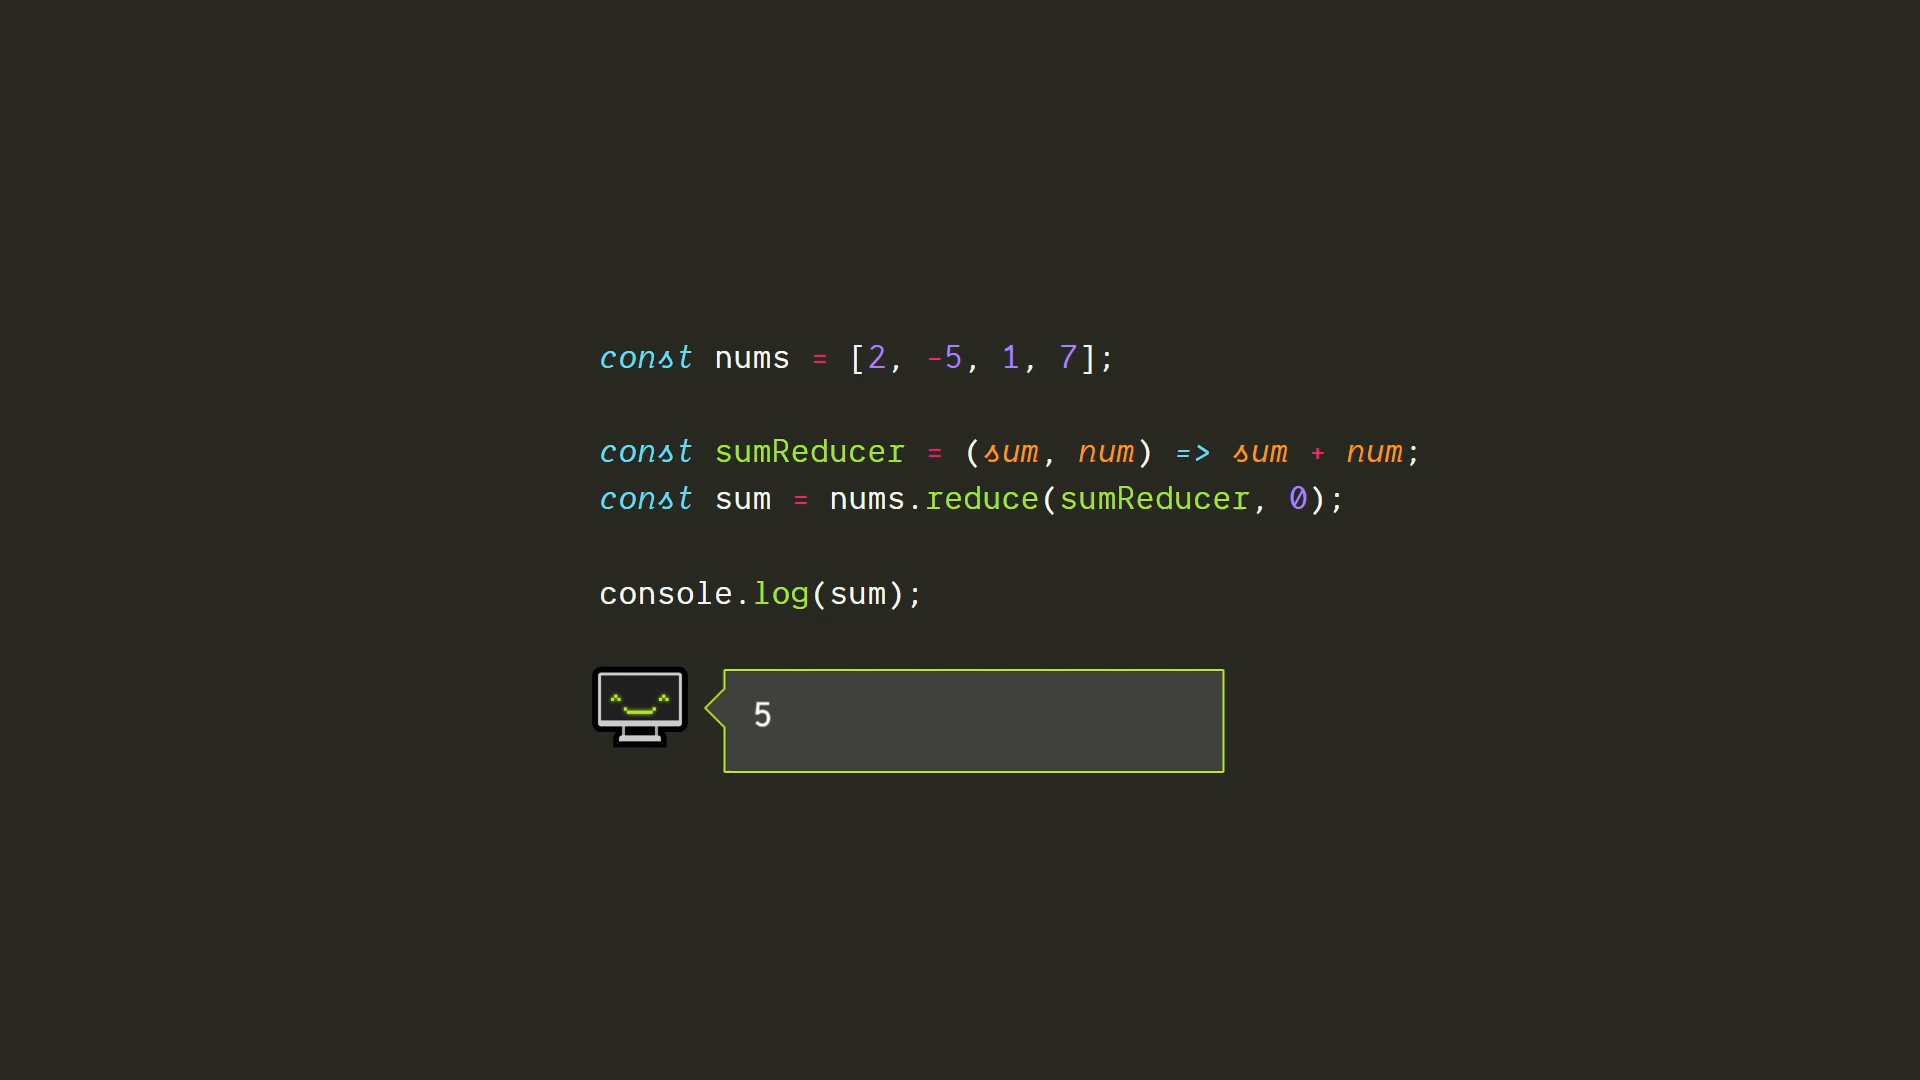 const nums = [2, -5, 1, 7];
const sumReducer = (sum, num) => sum + num;
const sum = nums.reduce(sumReducer, 0);
console.log(sum);
5